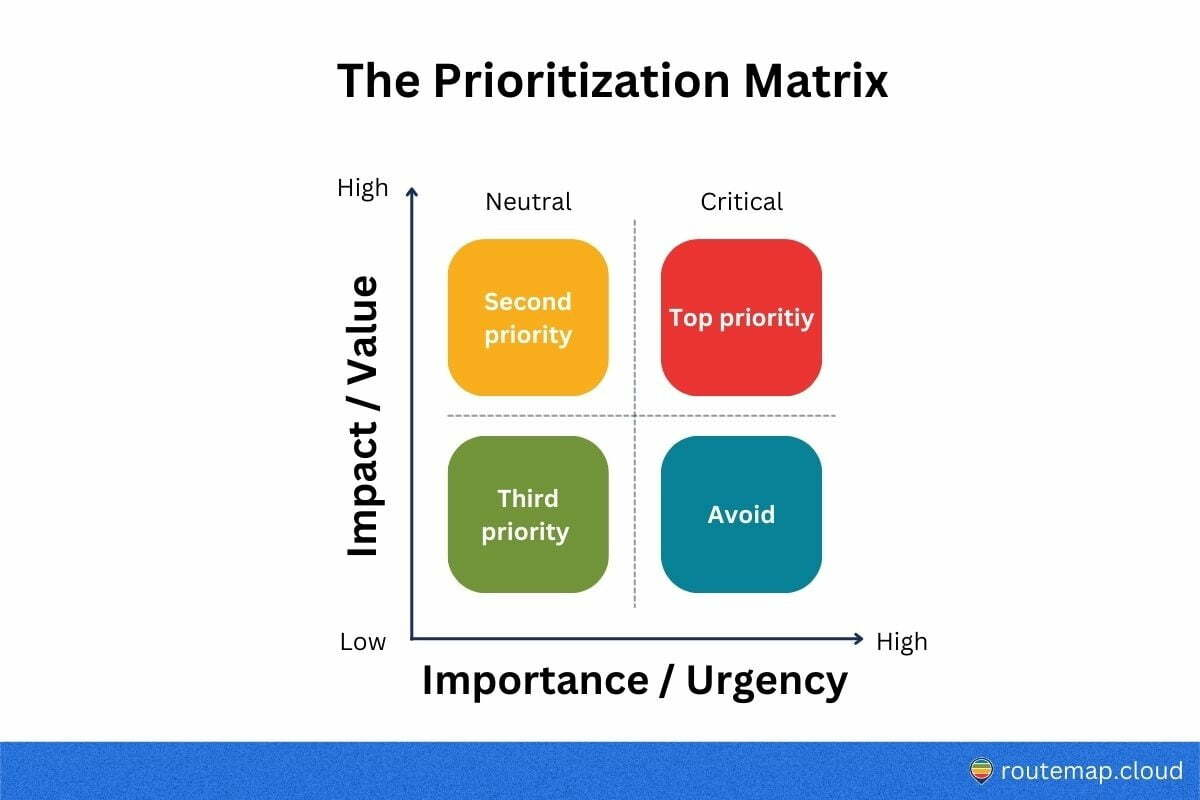 The Prioritization Matrix
High
Neutral
Critical
Impact / Value
Second
priority
Top prioritiy
Third
priority
Avoid
Low
High
Importance / Urgency
routemap.cloud